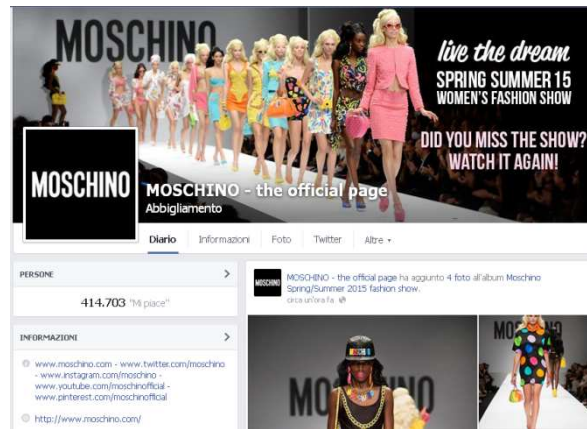 MOSCHINO
live the dream
SPRING SUMMER 15
WOMEN'S FASHION SHOW
DID YOU MISS THE SHOW?
WATCH IT AGAIN!
MOSCHINO
MOSCHINO - the official page
Abbigliamento
Diario Informazioni Foto Twitter Altre
PERSONE
414.703 "Mi piace"
INFORMAZIONI
www.moschino.com - www.twitter.com/moschino
- www.instagram.com/moschino -
www.youtube.com/moschinofficial -
www.pinterest.com/moschinofficial
http://www.moschino.com/
MOSCHINO
MOSCHINO - the official page ha aggiunto 4 foto all'album Moschino
Spring/Summer 2015 fashion show.
circa un'ora fa